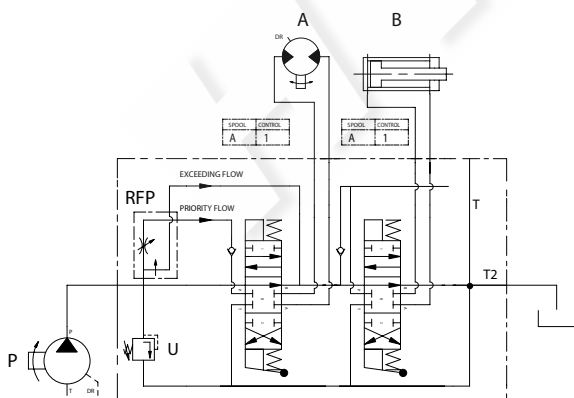 A
B
DR
SPOOL CONTROL
A 1
SPOOL CONTROL
A 1
EXCEEDING FLOW
RFP
PRIORITY FLOW
T
T2
P
U
P
T
DR